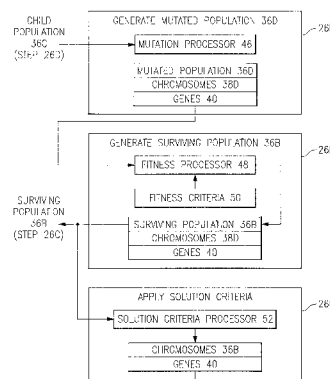 CHILD
POPULATION
36C
(STEP 26C)
GENERATE MUTATED POPULATION 36D
MUTATION PROCESSOR 46
MUTATED POPULATION 36D
CHROMOSOMES 38D
GENES 40
GENERATE SURVIVING POPULATION 36B
FITNESS PROCESSOR 48
FITNESS CRITERIA 50
SURVIVING
POPULATION
36B
(STEP 26C)
SURVIVING POPULATION 36B
CHROMOSOMES 38D
GENES 40
APPLY SOLUTION CRITERIA
SOLUTION CRITERIA PROCESSOR 52
CHROMOSOMES 36B
GENES 40